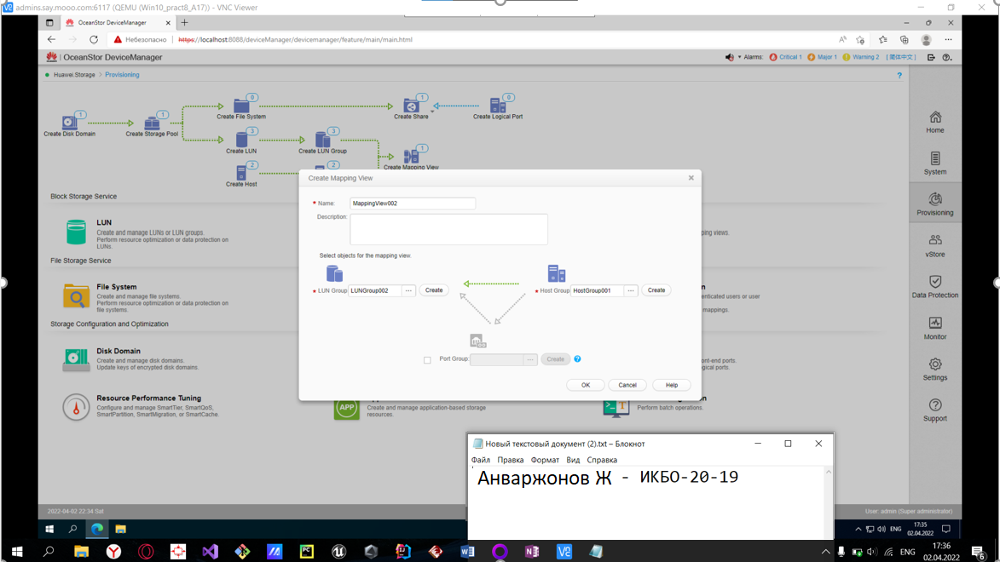 admins.say.mooo.com:6117 (QEMU (Win10_pract8_A17)) - VNC Viewer
OceanStor DeviceManager
Небезопасно
https://localhost:8088/deviceManager/devicemanager/feature/main/main.html
OceanStor DeviceManager
Alarms: Critical 1 Major 1 Warning 2 [简体中文]
Huawei.Storage Provisioning
?
1
Create Disk Domain
1
Create Storage Pool
0
Create File System
1
Create Share
0
Create Logical Port
3
Create LUN
3
Create LUN Group
1
Create Mapping View
2
Create Host
2
Home
System
Provisioning
vStore
Data Protection
Monitor
Settings
Support
Block Storage Service
LUN
Create and manage LUNs or LUN groups.
Perform resource optimization or data protection on
LUNs.
ping views.
File Storage Service
File System
Create and manage file systems.
Perform resource optimization or data protection on
file systems.
n
enticated users or user
mappings.
Storage Configuration and Optimization
Disk Domain
Create and manage disk domains.
Update keys of encrypted disk domains.
ont-end ports.
ogical ports.
Resource Performance Tuning
Configure and manage SmartTier, SmartQoS,
SmartPartition, SmartMigration, or SmartCache.
APP
Create and manage application-based storage
resources.
Perform batch operations.
Create Mapping View
* Name: MappingView002
Description:
Select objects for the mapping view.
* LUN Group LUNGroup002 ... Create
* Host Group HostGroup001 ... Create
Port Group: ... Create ?
OK Cancel Help
Новый текстовый документ (2).txt – Блокнот
Файл Правка Формат Вид Справка
Анваржонов Ж - ИКБО-20-19
2022-04-02 22:34 Sat
User: admin (Super administrator)
ENG
17:35
02.04.2022
ENG
17:36
02.04.2022
6